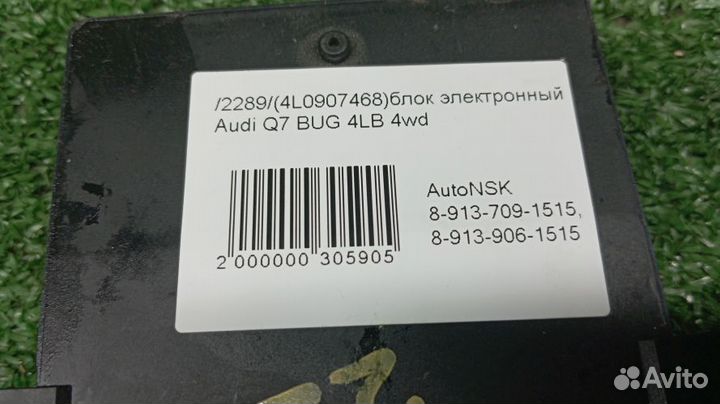 /2289/(4L0907468)блок электронный
Audi Q7 BUG 4LB 4wd
AutoNSK
8-913-709-1515,
8-913-906-1515
2 000000 305905
Avito